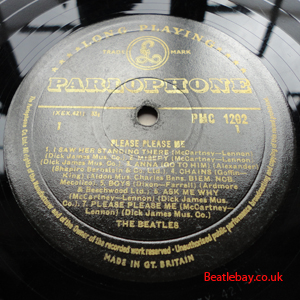 LONG PLAYING
TRADE MARK
PARLOPHONE
PMC 1202
1
1
PLEASE PLEASE ME
1. I SAW HER STANDING THERE (McCartney—Lennon)
(Dick James Mus. Co.) 2. MISERY (McCartney—Lennon)
(Dick James Mus. Co.) 3. ANNA (GO TO HIM) (Alexander)
(Shapiro Bernstein & Co Ltd.) 4. CHAINS (Goffin—
King) (Aldon Mus. Charles Bens. BIEM, NCB,
Mecolico) 5. BOYS (Dixon—Farrell) (Ardmore
& Beechwood Ltd.) 6. ASK ME WHY
(McCartney—Lennon) (Dick James Mus.
Co.) 7. PLEASE PLEASE ME (McCartney—
Lennon) (Dick James Mus. Co.)
THE BEATLES
MADE IN GT. BRITAIN
Beatlebay.co.uk